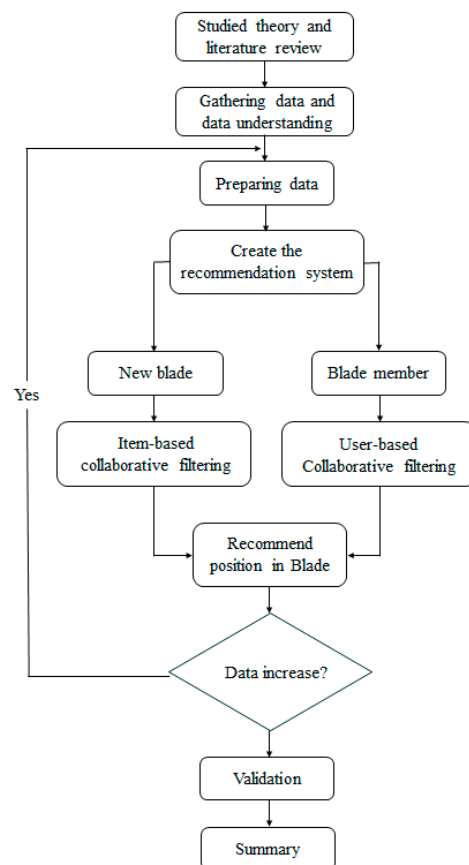 Studied theory and
literature review
Gathering data and
data understanding
Preparing data
Create the
recommendation system
New blade
Blade member
Yes
Item-based
collaborative filtering
User-based
Collaborative filtering
Recommend
position in Blade
Data increase?
Validation
Summary